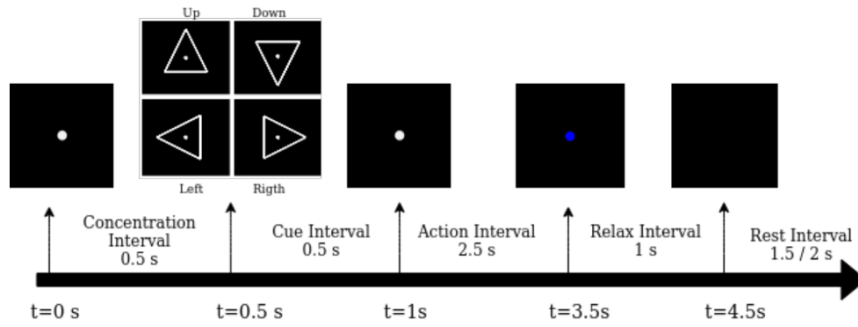 Up Down
Left Rigth
Concentration
Interval
0.5 s
Cue Interval
0.5 s
Action Interval
2.5 s
Relax Interval
1 s
Rest Interval
1.5 / 2 s
t=0 s t=0.5 s t=1s t=3.5s t=4.5s